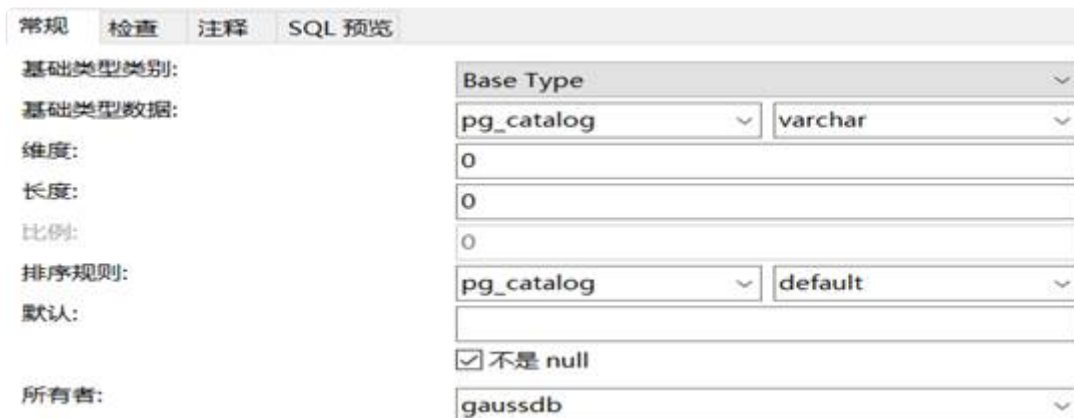 常规 检查 注释 SQL 预览
基础类型类别: Base Type
基础类型数据: pg_catalog varchar
维度: 0
长度: 0
比例: 0
排序规则: pg_catalog default
默认:
不是 null
所有者: gaussdb